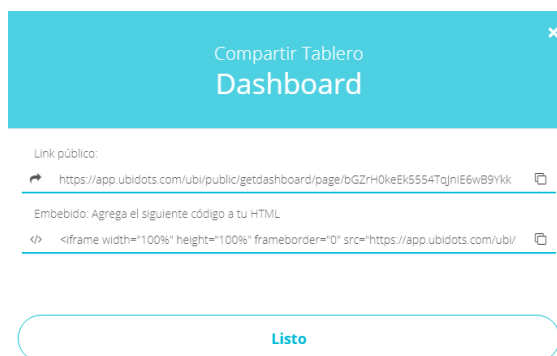 Compartir Tablero
Dashboard
Link público:
https://app.ubidots.com/ubi/public/getdashboard/page/bGZrH0keEk5554TqJnIE6wB9Ykk
Embebido: Agrega el siguiente código a tu HTML
</> <iframe width="100%" height="100%" frameborder="0" src="https://app.ubidots.com/ubi/
Listo